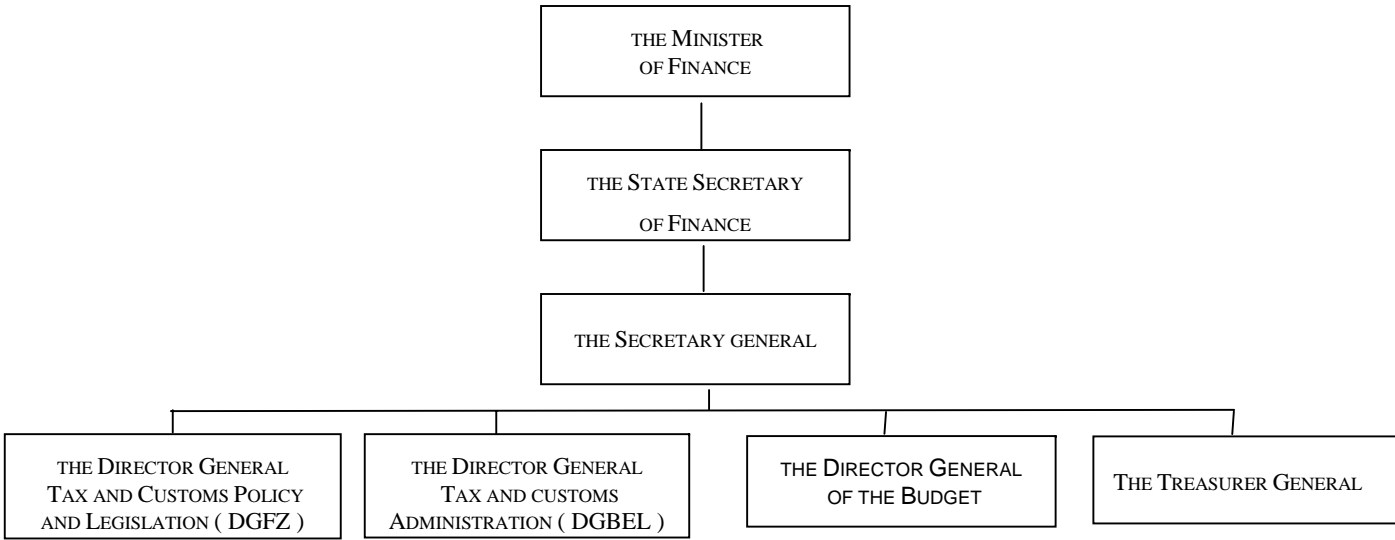 THE MINISTER
OF FINANCE
THE STATE SECRETARY
OF FINANCE
THE SECRETARY GENERAL
THE DIRECTOR GENERAL
TAX AND CUSTOMS POLICY
AND LEGISLATION ( DGFZ )
THE DIRECTOR GENERAL
TAX AND CUSTOMS
ADMINISTRATION ( DGBEL )
THE DIRECTOR GENERAL
OF THE BUDGET
THE TREASURER GENERAL